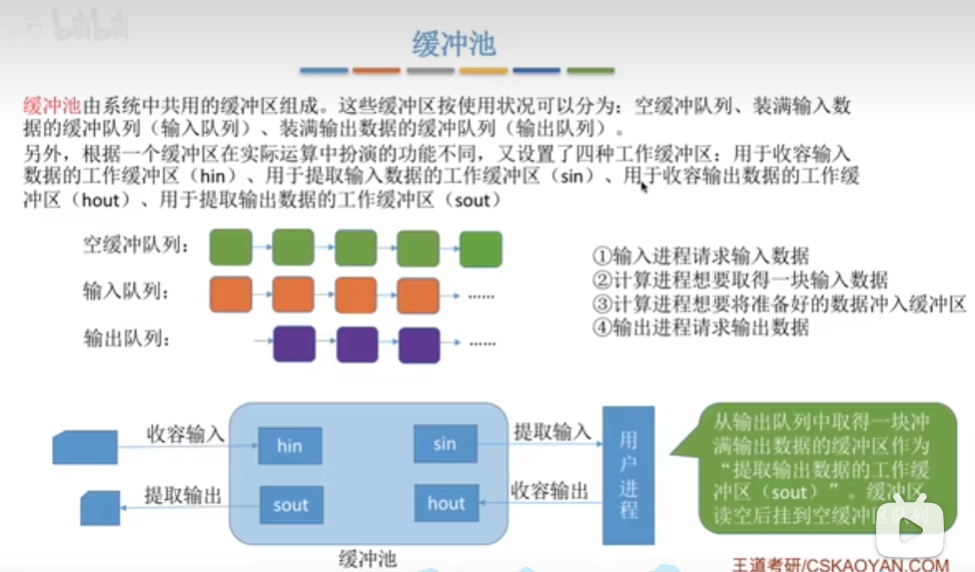 bilibili
缓冲池
缓冲池由系统中共用的缓冲区组成。这些缓冲区按使用状况可以分为：空缓冲队列、装满输入数
据的缓冲队列（输入队列）、装满输出数据的缓冲队列（输出队列）。
另外，根据一个缓冲区在实际运算中扮演的功能不同，又设置了四种工作缓冲区：用于收容输入
数据的工作缓冲区（hin）、用于提取输入数据的工作缓冲区（sin）、用于收容输出数据的工作缓
冲区（hout）、用于提取输出数据的工作缓冲区（sout）
空缓冲队列：
输入队列：
......
输出队列：
......
①输入进程请求输入数据
②计算进程想要取得一块输入数据
③计算进程想要将准备好的数据冲入缓冲区
④输出进程请求输出数据
收容输入
hin
sin
提取输入
提取输出
sout
hout
收容输出
用户进程
缓冲池
从输出队列中取得一块冲
满输出数据的缓冲区作为
“提取输出数据的工作缓
冲区（sout）”。缓冲区
读空后挂到空缓冲区队列
王道考研/CSKAOYAN.COM